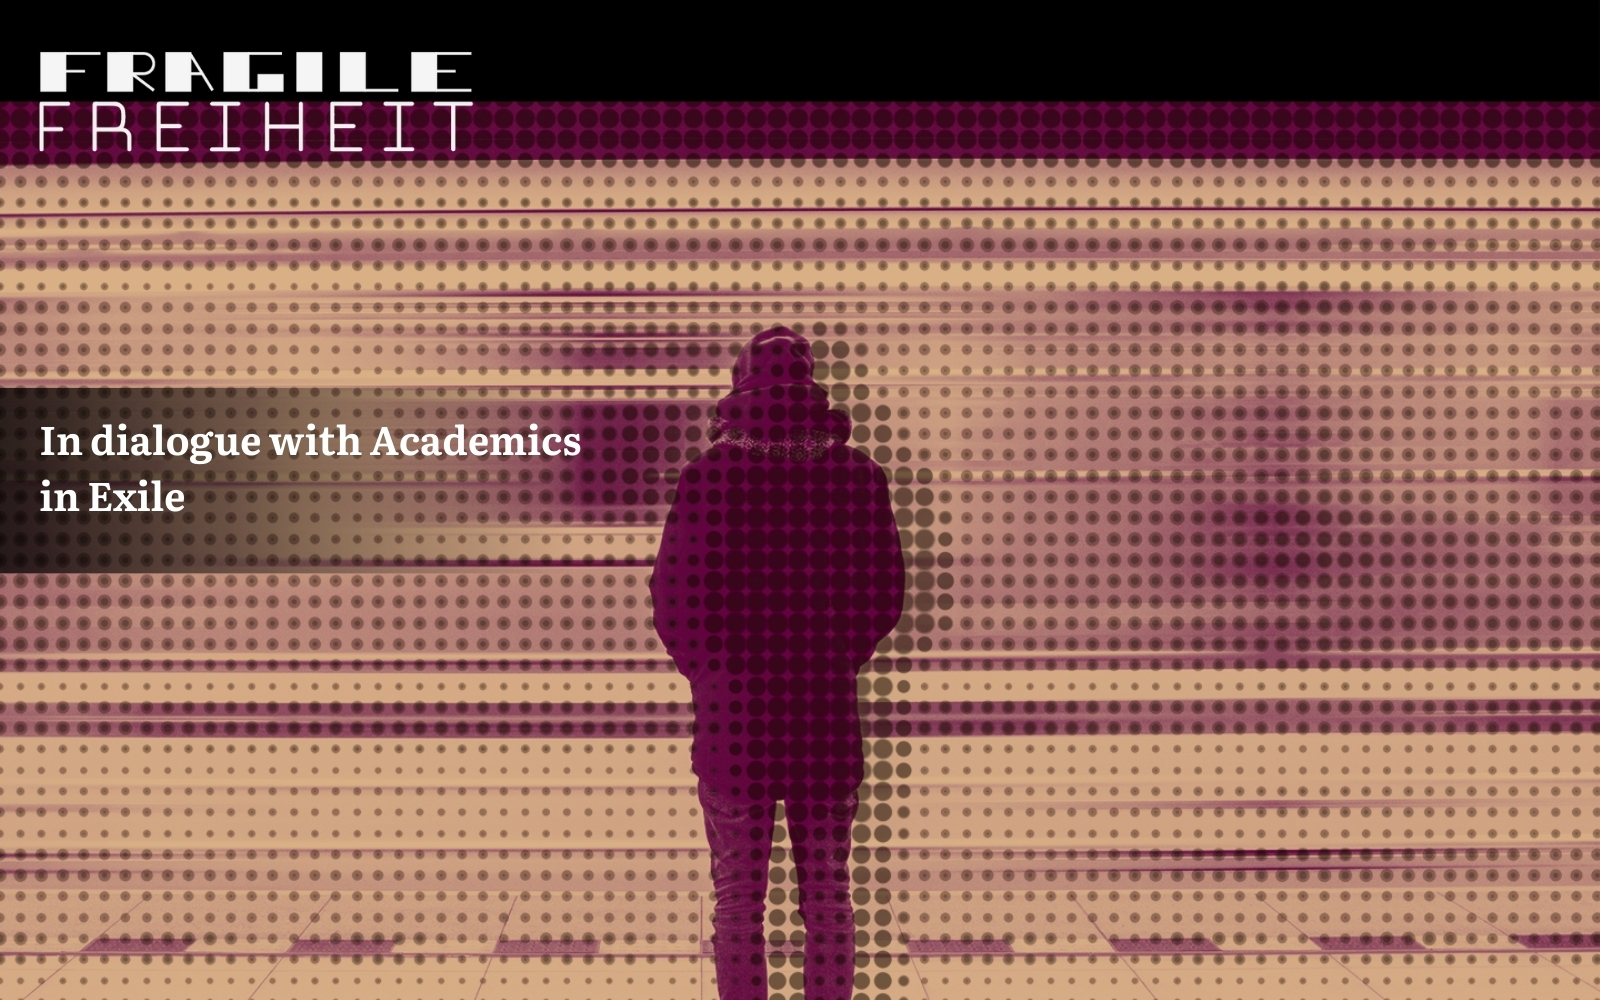 FRAGILE
FREIHEIT
In dialogue with Academics
in Exile